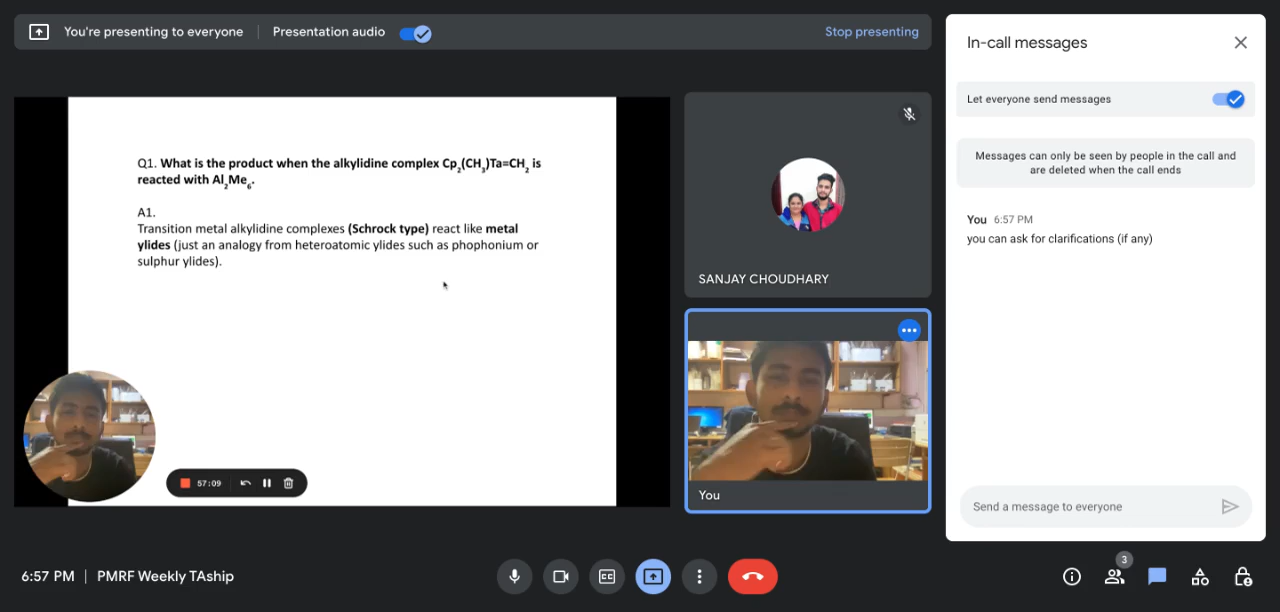 You're presenting to everyone
Presentation audio
Stop presenting
Q1. What is the product when the alkylidine complex Cp2(CH3)Ta=CH2 is
reacted with Al2Me6.
A1.
Transition metal alkylidine complexes (Schrock type) react like metal
ylides (just an analogy from heteroatomic ylides such as phophonium or
sulphur ylides).
57:09
SANJAY CHOUDHARY
You
In-call messages
Let everyone send messages
Messages can only be seen by people in the call and
are deleted when the call ends
You 6:57 PM
you can ask for clarifications (if any)
Send a message to everyone
6:57 PM | PMRF Weekly TAship
CC
3